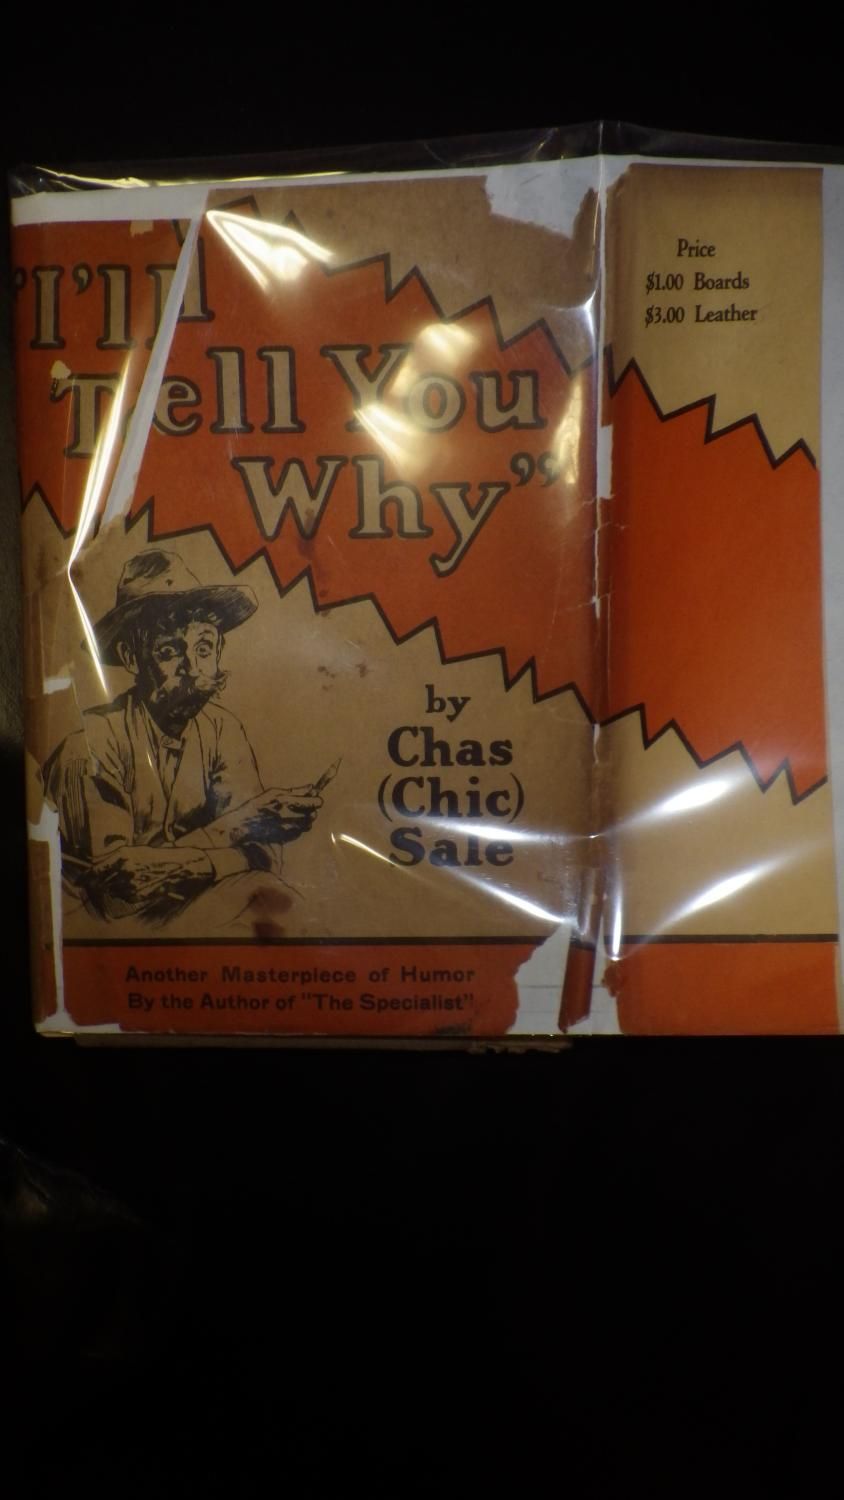 "I'll
Tell You
Why"
by
Chas
(Chic)
Sale
Another Masterpiece of Humor
By the Author of "The Specialist"
Price
$1.00 Boards
$3.00 Leather